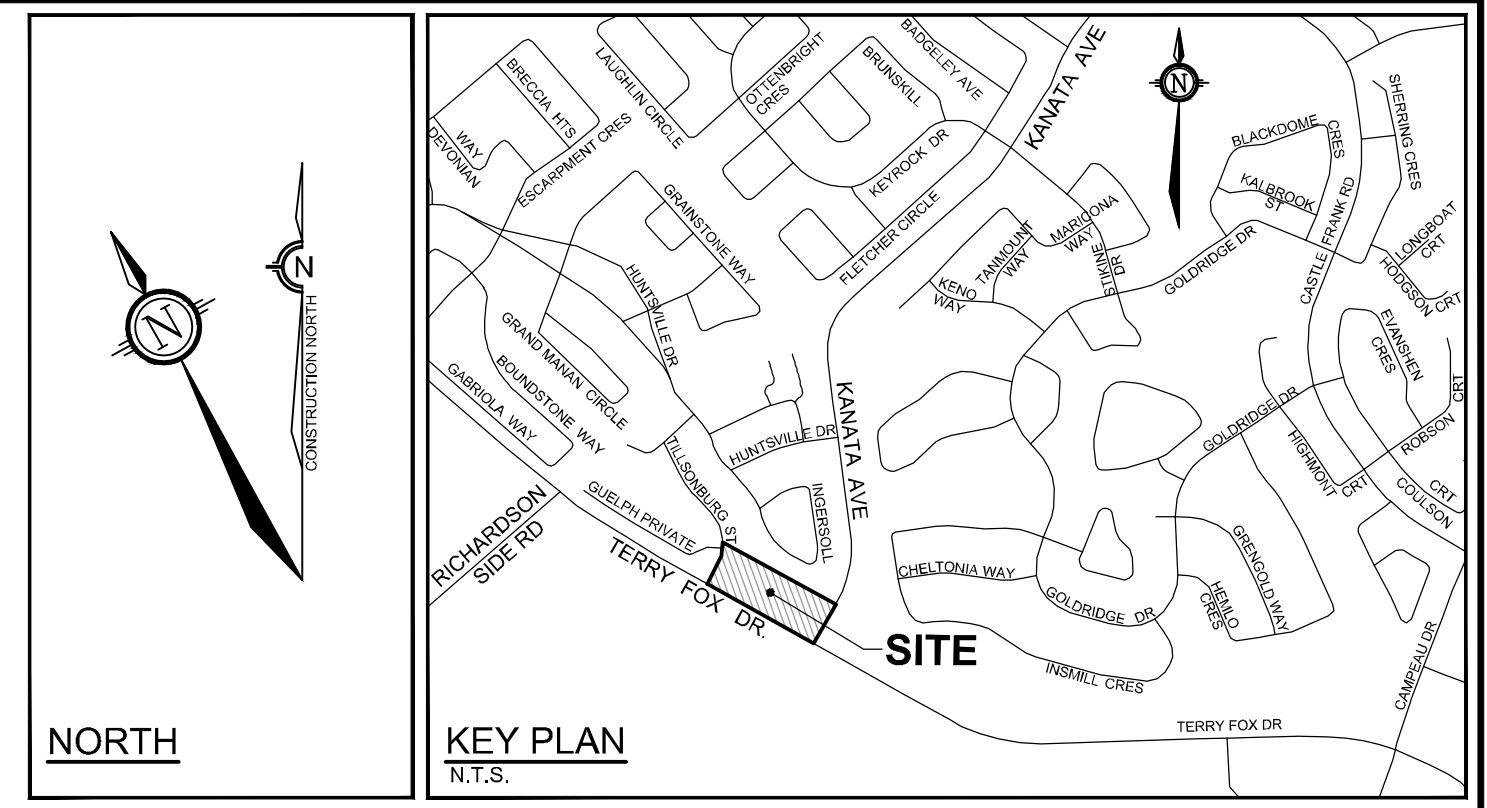 N
N
CONSTRUCTION NORTH
NORTH
BRECCIA HTS
DEVONIAN
WAY
ESCARPMENT CRES
LAUGHLIN CIRCLE
OTTENBRIGHT
CRES
BRUNSKILL
BADGELEY AVE
KANATA AVE
N
KEYROCK DR
FLETCHER CIRCLE
GRAINSTONE WAY
HUNTSVILLE DR
GRAND MANAN CIRCLE
BOUNDSTONE WAY
GABRIOLA WAY
TANMOUNT
WAY
KENO
WAY
MARICONA
WAY
STIKINE
DR
GOLDRIDGE DR
BLACKDOME
CRES
KALBROOK
ST
CASTLE FRANK RD
SHERRING CRES
LONGBOAT
CRT
HODGSON CRT
EVANSHEN
CRES
ROBSON CRT
GOLDRIDGE DR
HIGHMONT CRT
COULSON
CRT
HUNTSVILLE DR
KANATA AVE
TILLSONBURG ST
INGERSOLL
GUELPH PRIVATE
RICHARDSON
SIDE RD
TERRY FOX DR.
SITE
CHELTONIA WAY
GOLDRIDGE DR
HEMLO
CRES
GRENGOLD WAY
INSMILL CRES
CAMPEAU DR
TERRY FOX DR
KEY PLAN
N.T.S.